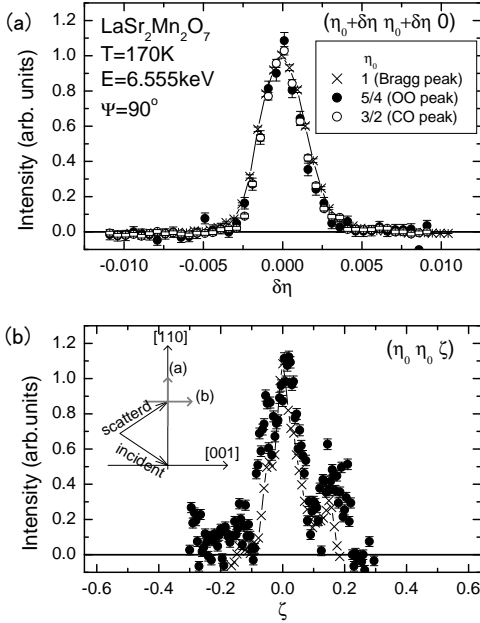 (a)
LaSr₂Mn₂O₇
T=170K
E=6.555keV
Ψ=90°
(η₀+δη η₀+δη 0)
η₀
1 (Bragg peak)
5/4 (OO peak)
3/2 (CO peak)
Intensity (arb. units)
1.2
1.0
0.8
0.6
0.4
0.2
0.0
-0.010
-0.005
0.000
0.005
0.010
δη
(b)
[110]
(a)
(b)
scatterd
incident
[001]
(η₀ η₀ ζ)
Intensity (arb.units)
1.2
1.0
0.8
0.6
0.4
0.2
0.0
-0.6
-0.4
-0.2
0.0
0.2
0.4
0.6
ζ